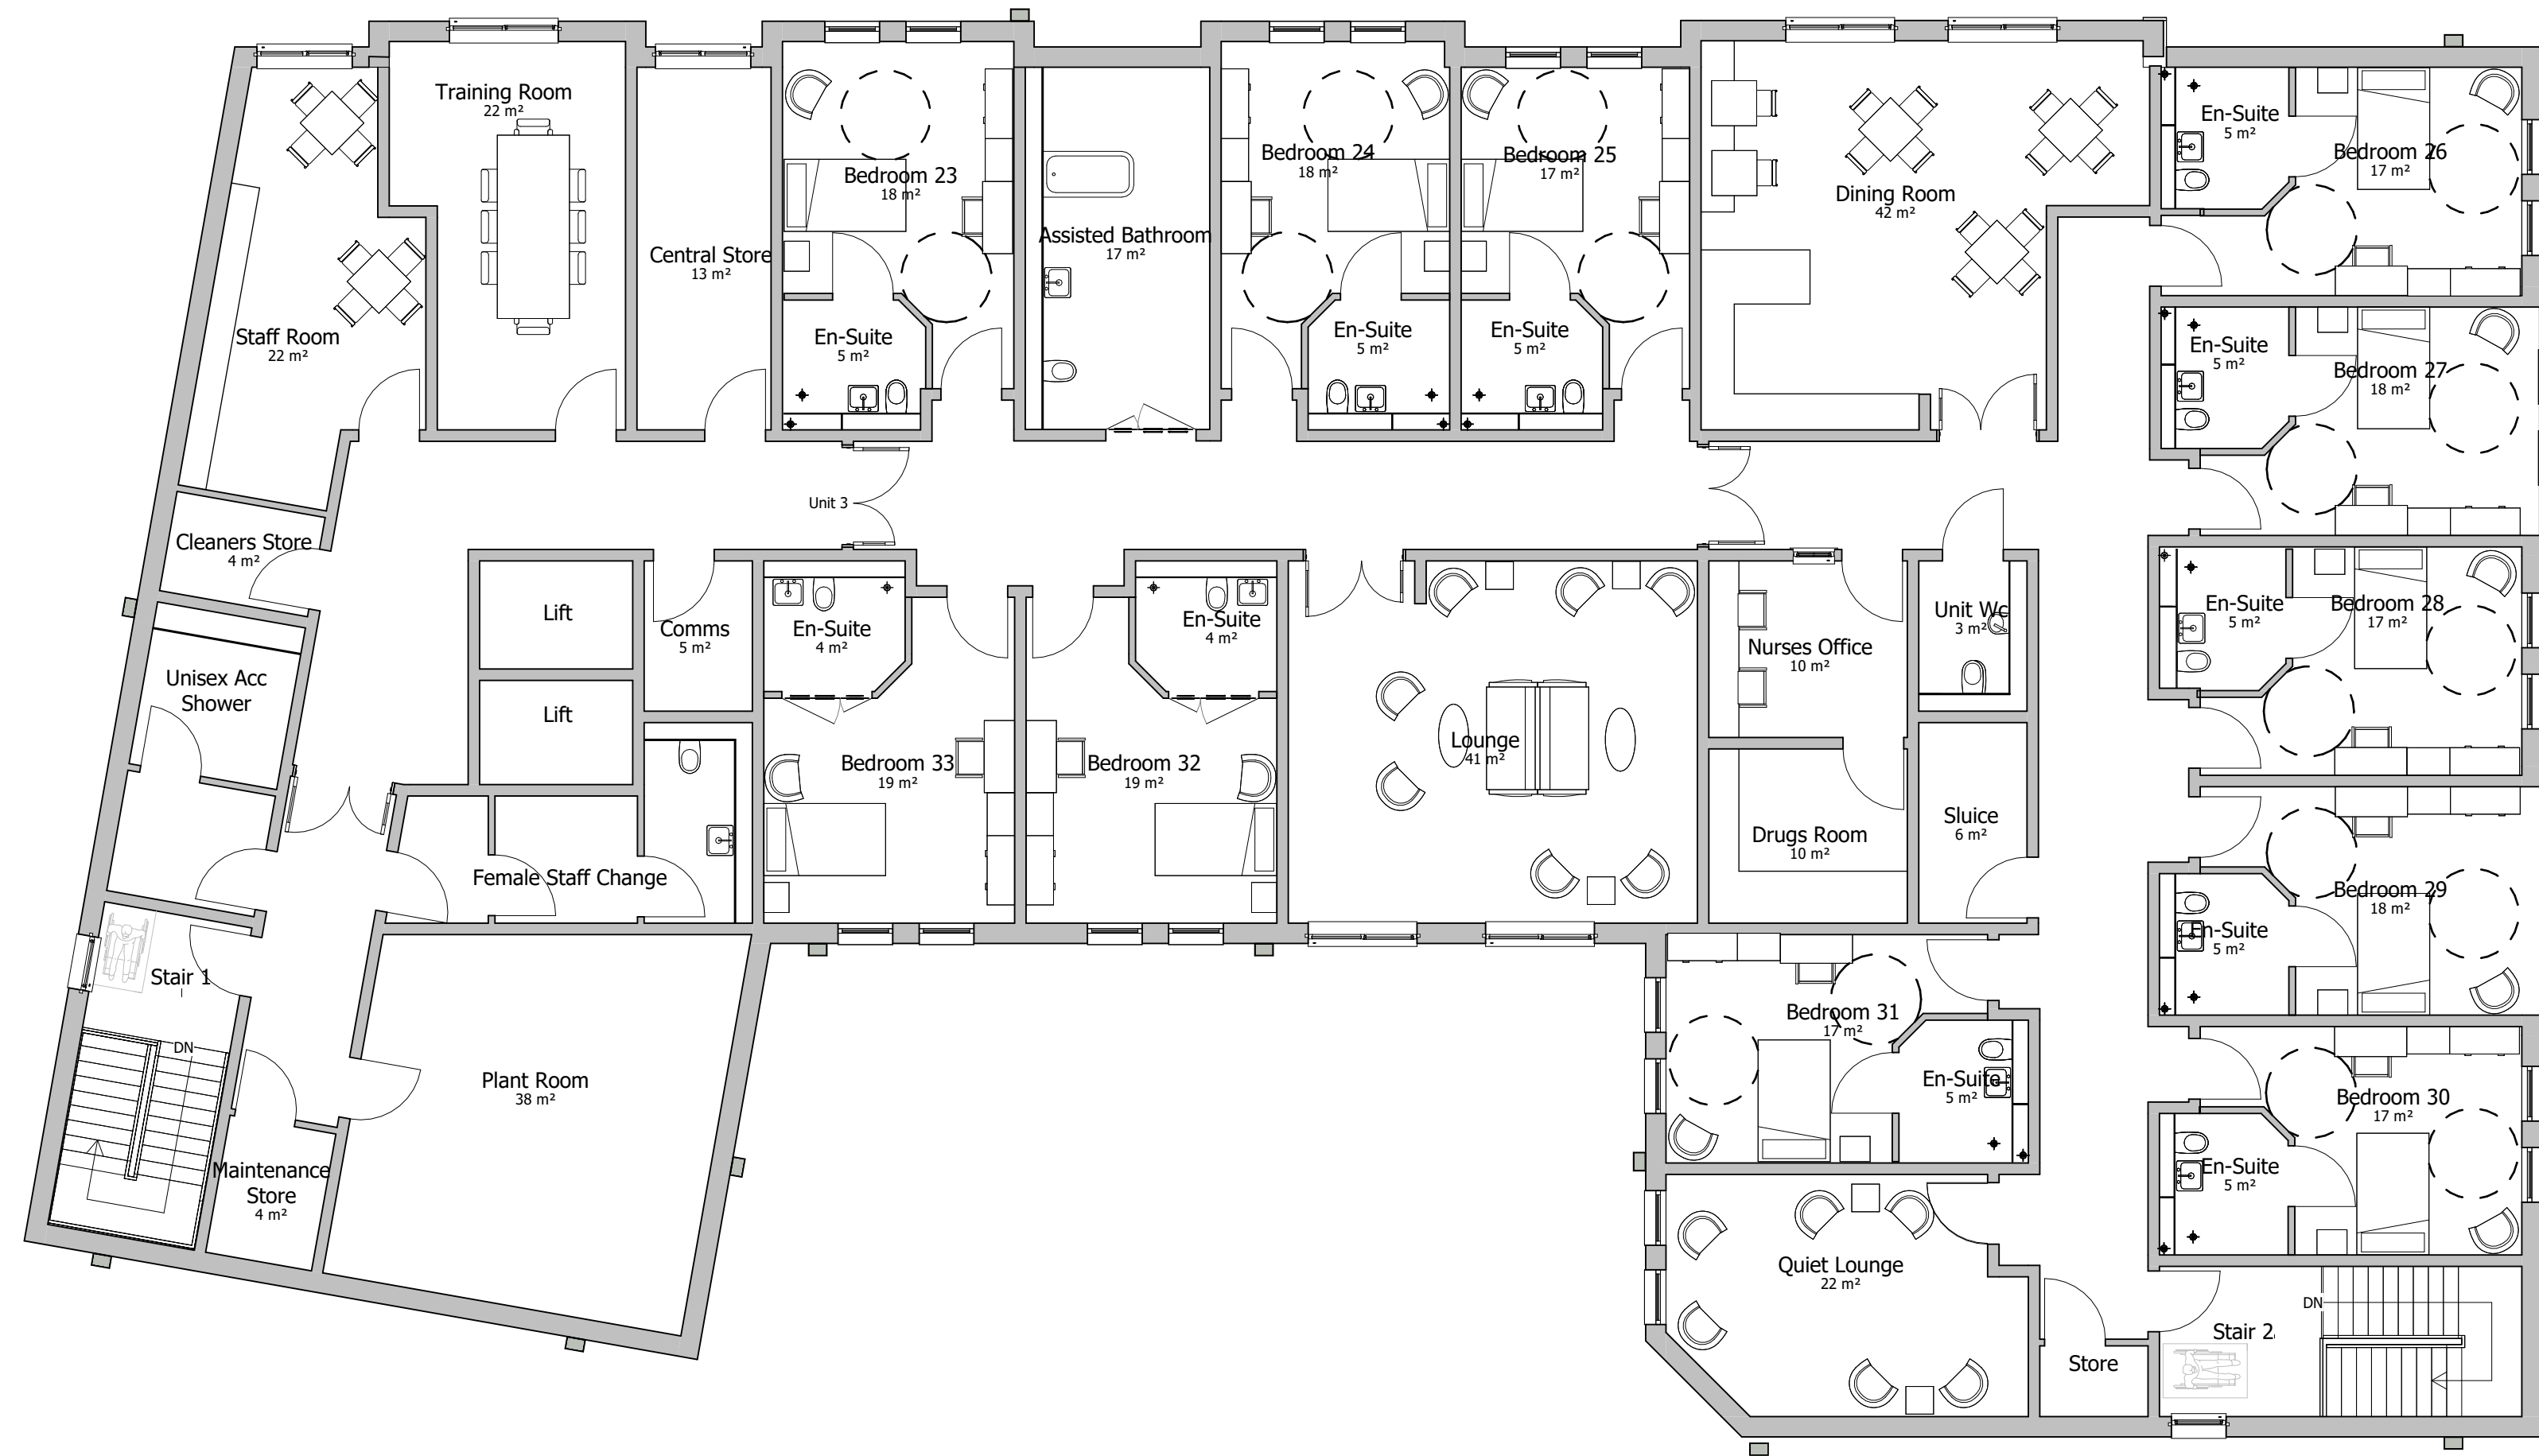 Training Room
22 m²
Staff Room
22 m²
Central Store
13 m²
Bedroom 23
18 m²
En-Suite
5 m²
Assisted Bathroom
17 m²
Bedroom 24
18 m²
En-Suite
5 m²
Bedroom 25
17 m²
En-Suite
5 m²
Dining Room
42 m²
En-Suite
5 m²
Bedroom 26
17 m²
En-Suite
5 m²
Bedroom 27
18 m²
Unit 3
Cleaners Store
4 m²
Lift
Comms
5 m²
En-Suite
4 m²
En-Suite
4 m²
Nurses Office
10 m²
Unit Wc
3 m²
En-Suite
5 m²
Bedroom 28
17 m²
Unisex Acc
Shower
Lift
Bedroom 33
19 m²
Bedroom 32
19 m²
Lounge
41 m²
Drugs Room
10 m²
Sluice
6 m²
Female Staff Change
Bedroom 29
18 m²
En-Suite
5 m²
Stair 1
DN
Plant Room
38 m²
Maintenance
Store
4 m²
Bedroom 31
17 m²
En-Suite
5 m²
Bedroom 30
17 m²
En-Suite
5 m²
Quiet Lounge
22 m²
Store
DN
Stair 2